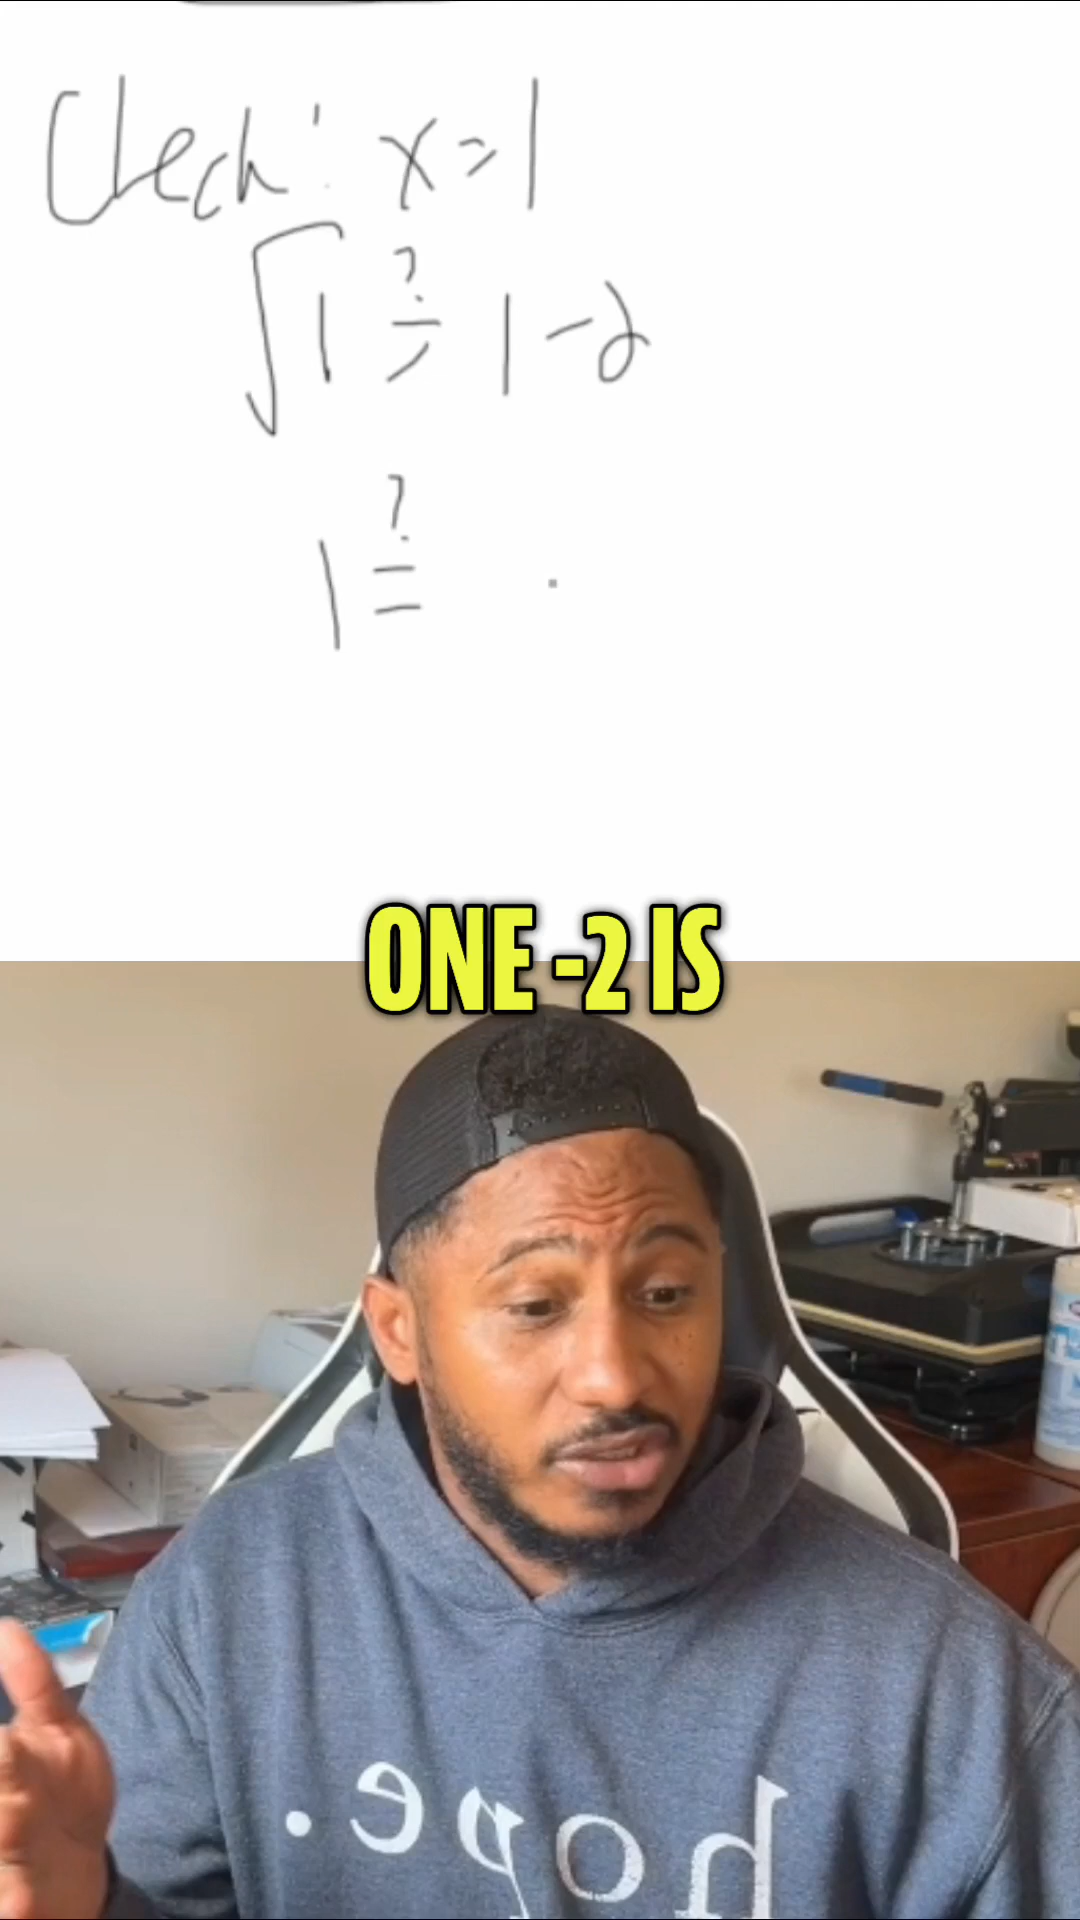 Check: x=1
√1 ≟ 1-2
1 ≟
ONE -2 IS
hope.